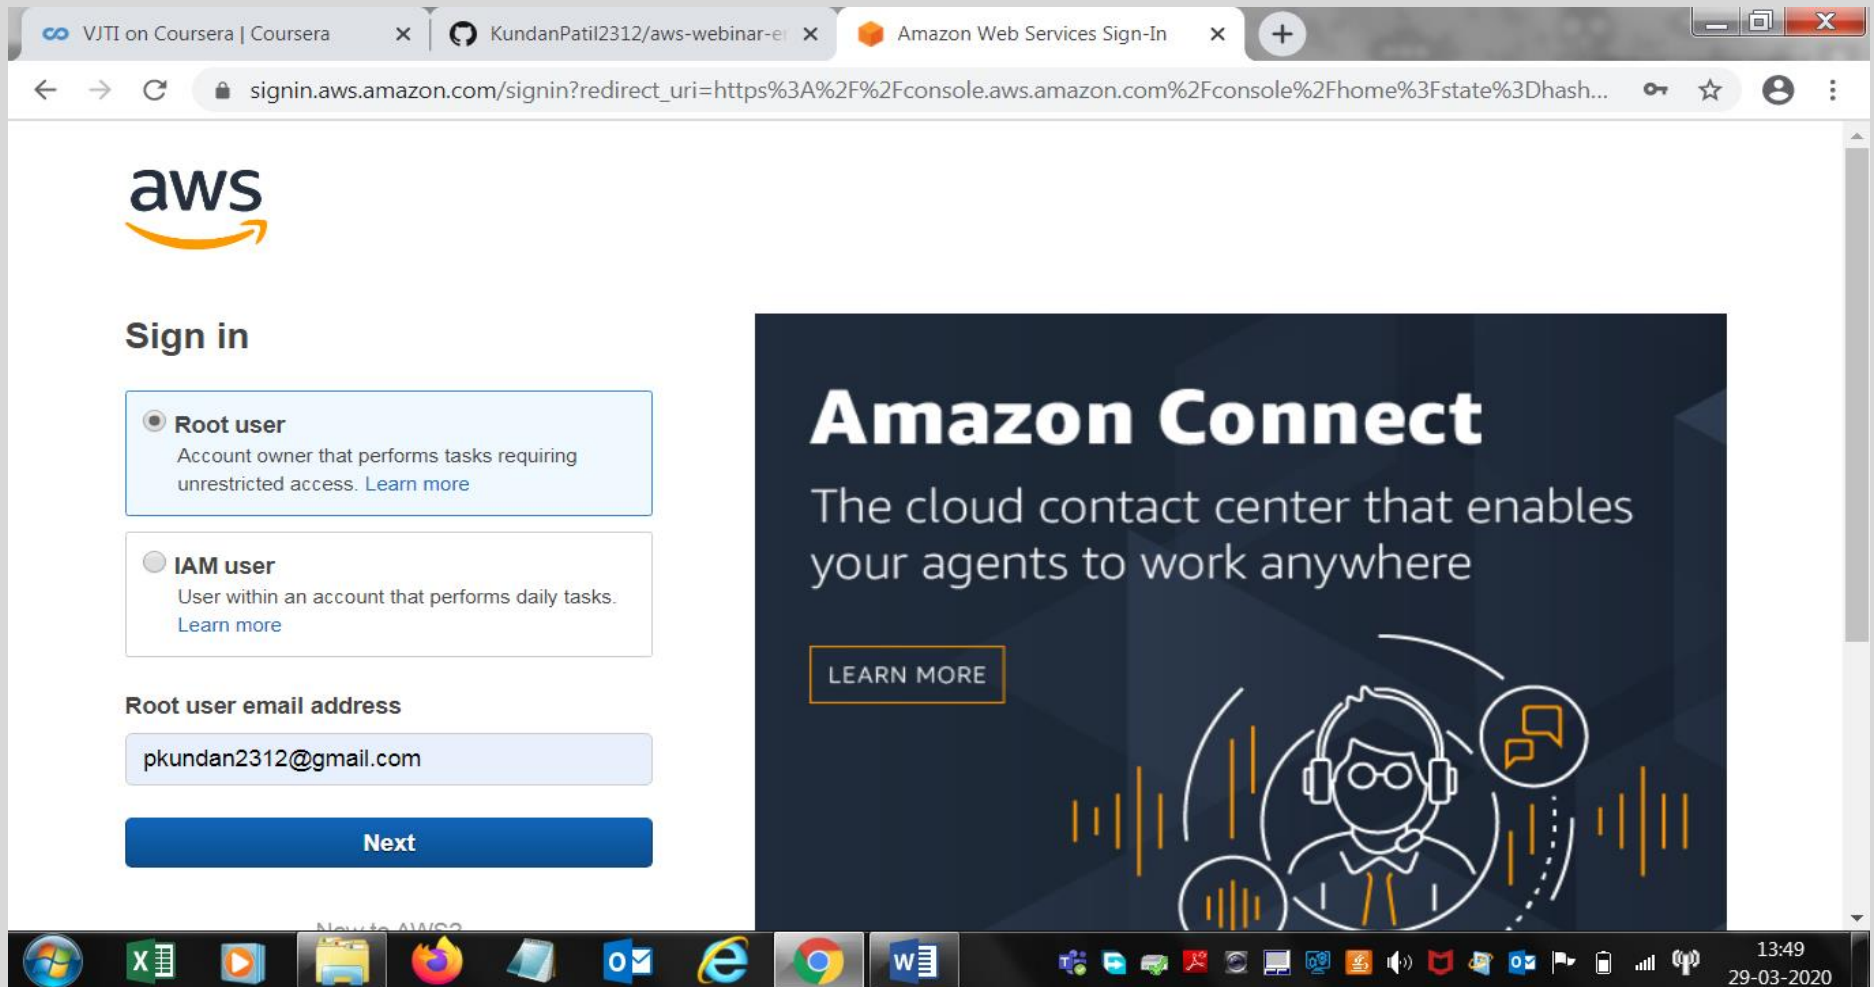 VJTI on Coursera | Coursera
KundanPatil2312/aws-webinar-e
Amazon Web Services Sign-In
signin.aws.amazon.com/signin?redirect_uri=https%3A%2F%2Fconsole.aws.amazon.com%2Fconsole%2Fhome%3Fstate%3Dhash...
aws
Sign in
Root user
Account owner that performs tasks requiring
unrestricted access. Learn more
IAM user
User within an account that performs daily tasks.
Learn more
Root user email address
pkundan2312@gmail.com
Next
New to AWS?
Amazon Connect
The cloud contact center that enables
your agents to work anywhere
LEARN MORE
13:49
29-03-2020